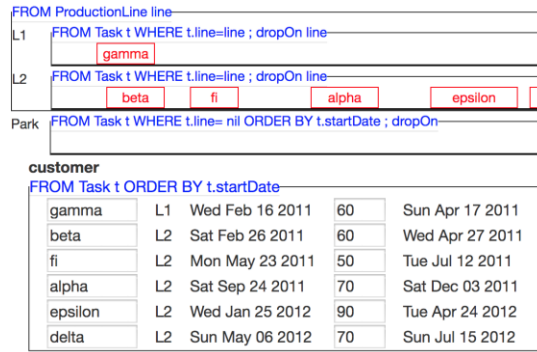 FROM ProductionLine line
L1 FROM Task t WHERE t.line=line ; dropOn line
gamma
L2 FROM Task t WHERE t.line=line ; dropOn line
beta fi alpha epsilon
Park FROM Task t WHERE t.line= nil ORDER BY t.startDate ; dropOn
customer
FROM Task t ORDER BY t.startDate
gamma L1 Wed Feb 16 2011 60 Sun Apr 17 2011
beta L2 Sat Feb 26 2011 60 Wed Apr 27 2011
fi L2 Mon May 23 2011 50 Tue Jul 12 2011
alpha L2 Sat Sep 24 2011 70 Sat Dec 03 2011
epsilon L2 Wed Jan 25 2012 90 Tue Apr 24 2012
delta L2 Sun May 06 2012 70 Sun Jul 15 2012